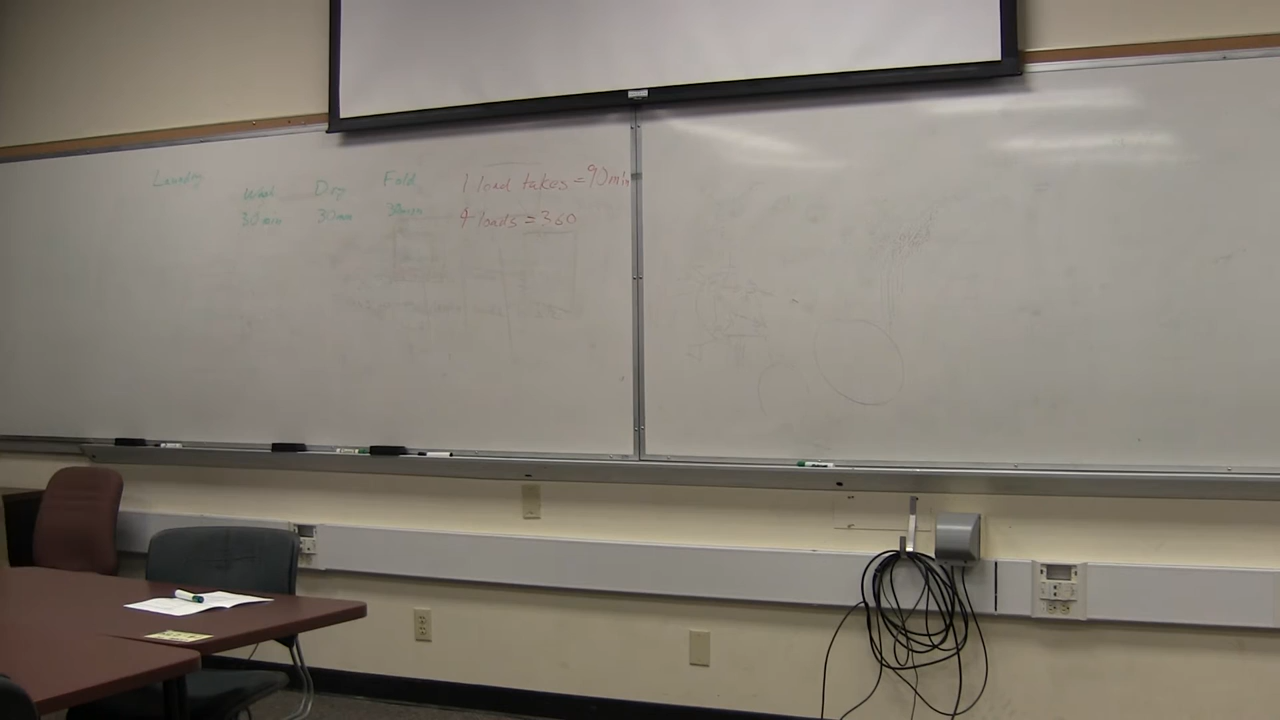 Laundry
Wash Dry Fold
30 min 30 min 30 min
1 load takes = 90 min
4 loads = 360